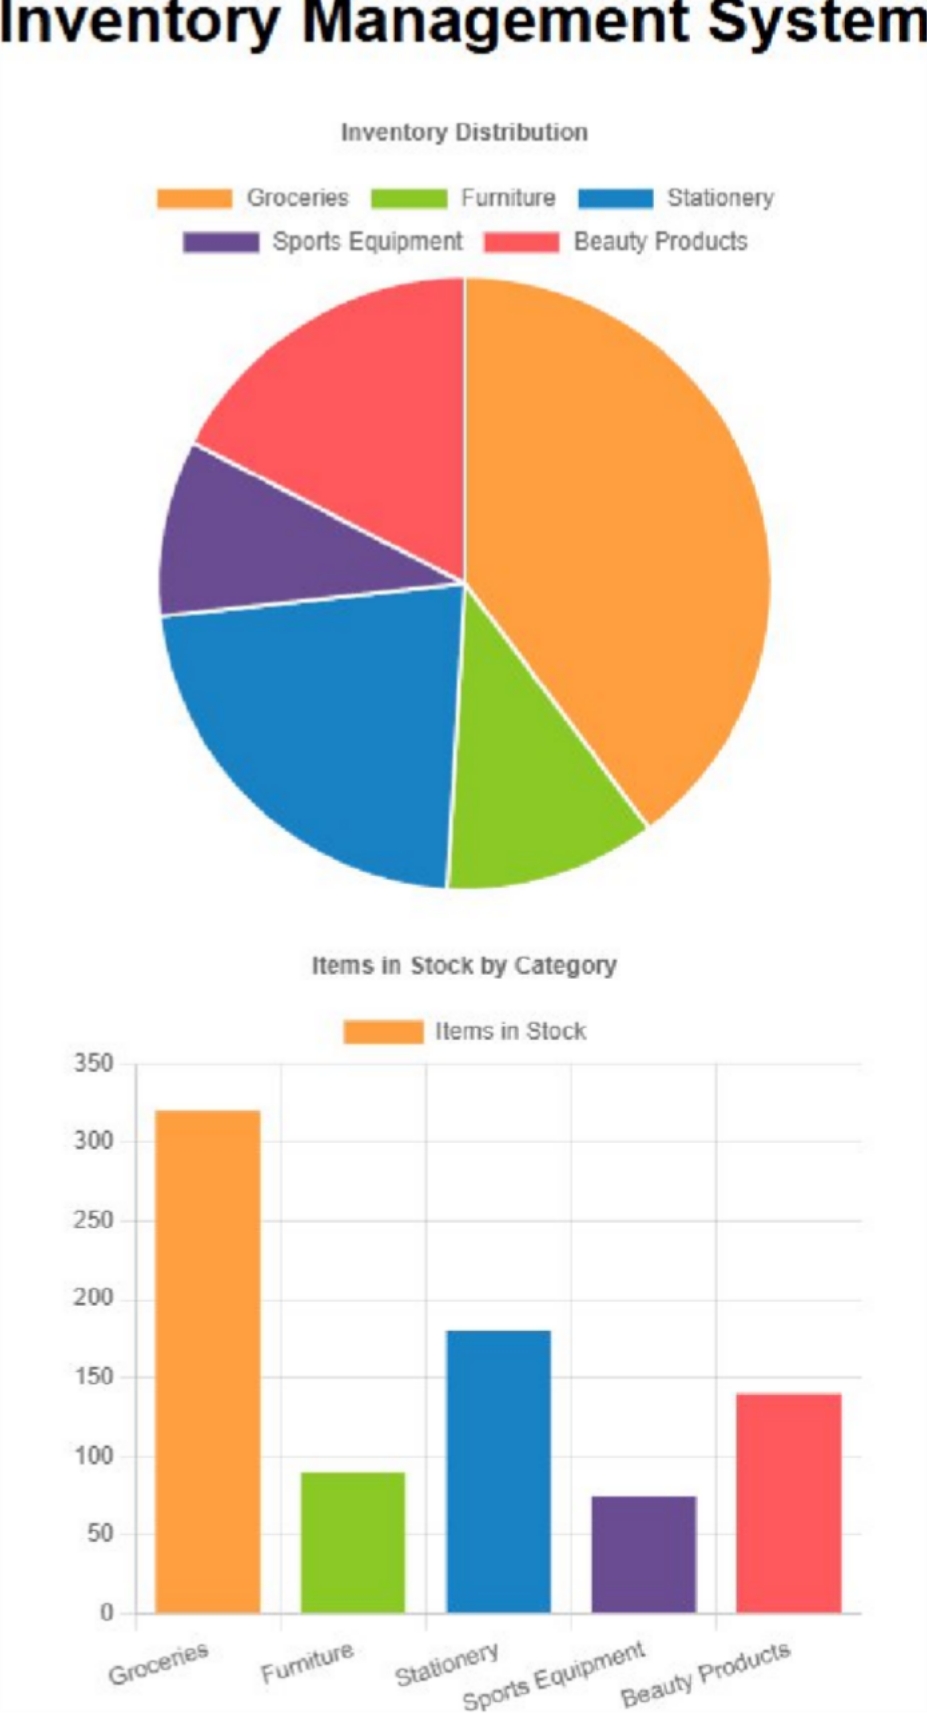 Inventory Management System
Inventory Distribution
Groceries Furniture Stationery
Sports Equipment Beauty Products
Items in Stock by Category
Items in Stock
350
300
250
200
150
100
50
0
Groceries Furniture Stationery Sports Equipment Beauty Products